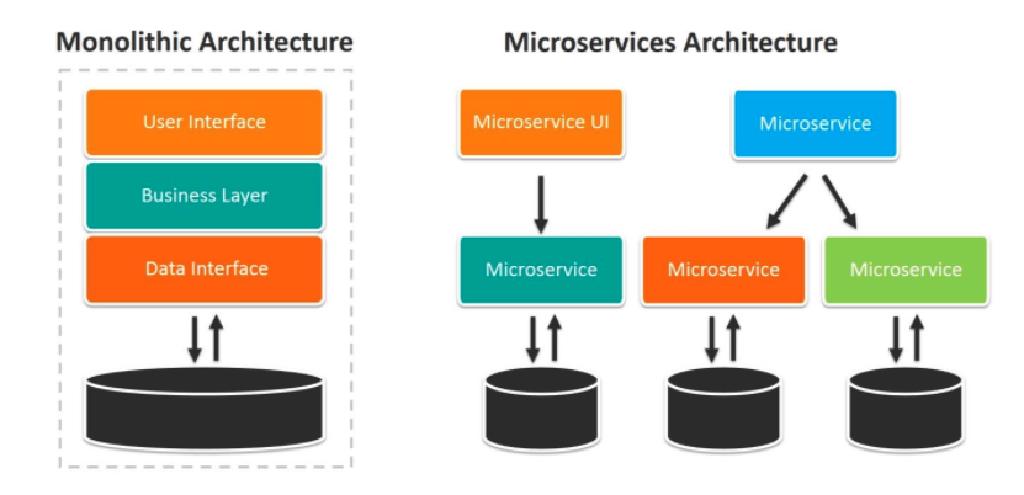 Monolithic Architecture
User Interface
Business Layer
Data Interface
Microservices Architecture
Microservice UI
Microservice
Microservice
Microservice
Microservice